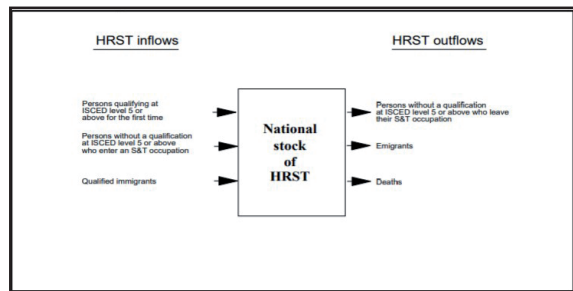 HRST inflows
HRST outflows
Persons qualifying at
ISCED level 5 or
above for the first time
Persons without a qualification
at ISCED level 5 or above
who enter an S&T occupation
Qualified immigrants
National
stock
of
HRST
Persons without a qualification
at ISCED level 5 or above who leave
their S&T occupation
Emigrants
Deaths